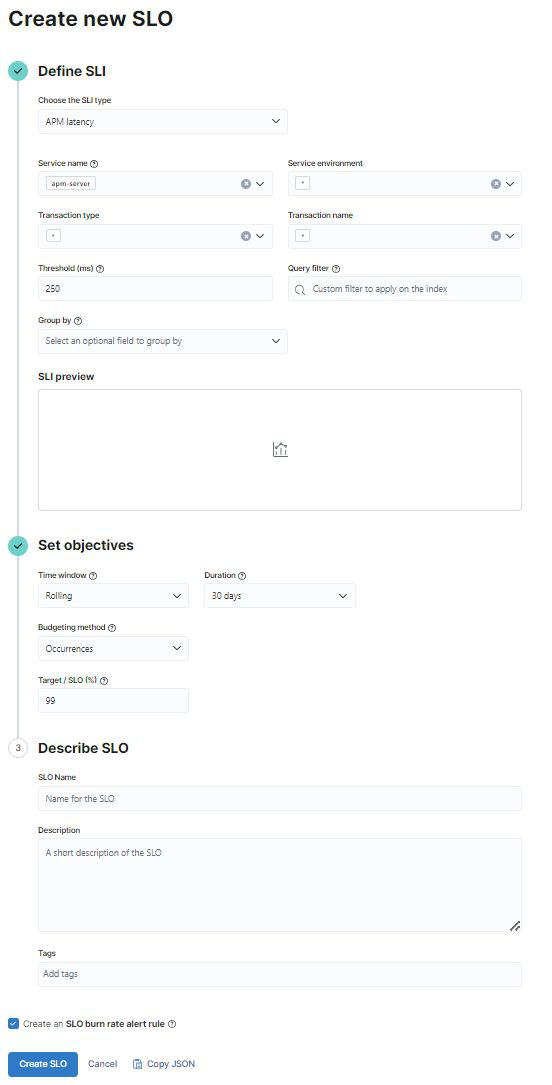 Create new SLO
Define SLI
Choose the SLI type
APM latency
Service name
Service environment
apm-server
*
Transaction type
Transaction name
*
*
Threshold (ms)
Query filter
250
Custom filter to apply on the index
Group by
Select an optional field to group by
SLI preview
Set objectives
Time window
Duration
Rolling
30 days
Budgeting method
Occurrences
Target / SLO (%)
99
3
Describe SLO
SLO Name
Name for the SLO
Description
A short description of the SLO
Tags
Add tags
Create an SLO burn rate alert rule
Create SLO
Cancel
Copy JSON